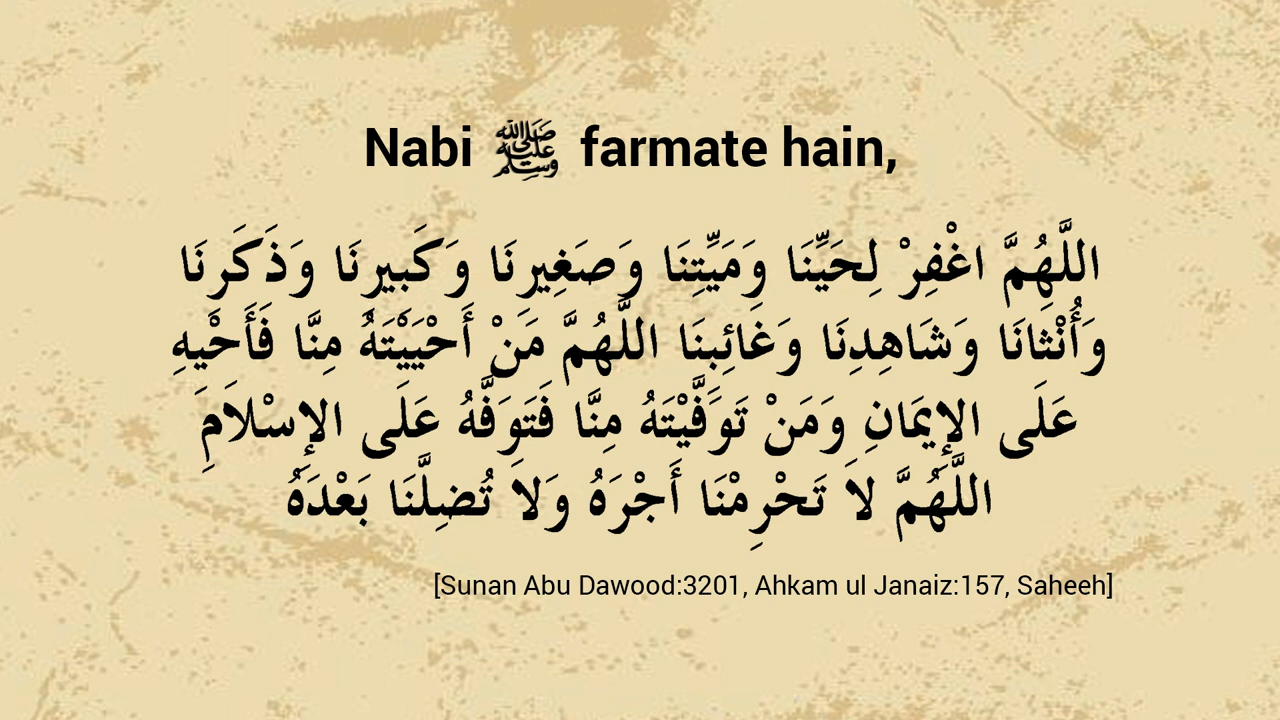 Nabi ﷺ farmate hain,
اللَّهُمَّ اغْفِرْ لِحَيِّنَا وَمَيِّتِنَا وَصَغِيرِنَا وَكَبِيرِنَا وَذَكَرِنَا
وَأُنْثَانَا وَشَاهِدِنَا وَغَائِبِنَا اللَّهُمَّ مَنْ أَحْيَيْتَهُ مِنَّا فَأَحْيِهِ
عَلَى الإِيمَانِ وَمَنْ تَوَفَّيْتَهُ مِنَّا فَتَوَفَّهُ عَلَى الإِسْلاَمِ
اللَّهُمَّ لاَ تَحْرِمْنَا أَجْرَهُ وَلاَ تُضِلَّنَا بَعْدَهُ
[Sunan Abu Dawood:3201, Ahkam ul Janaiz:157, Saheeh]